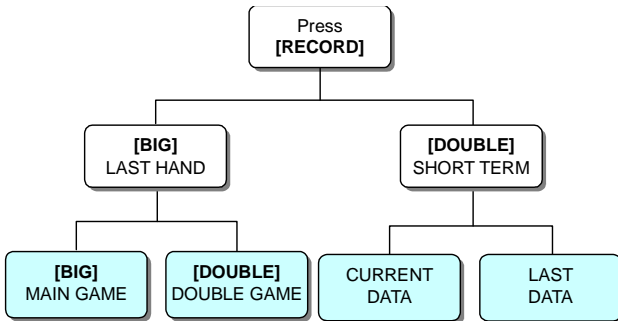 Press
[RECORD]
[BIG]
LAST HAND
[DOUBLE]
SHORT TERM
[BIG]
MAIN GAME
[DOUBLE]
DOUBLE GAME
CURRENT
DATA
LAST
DATA